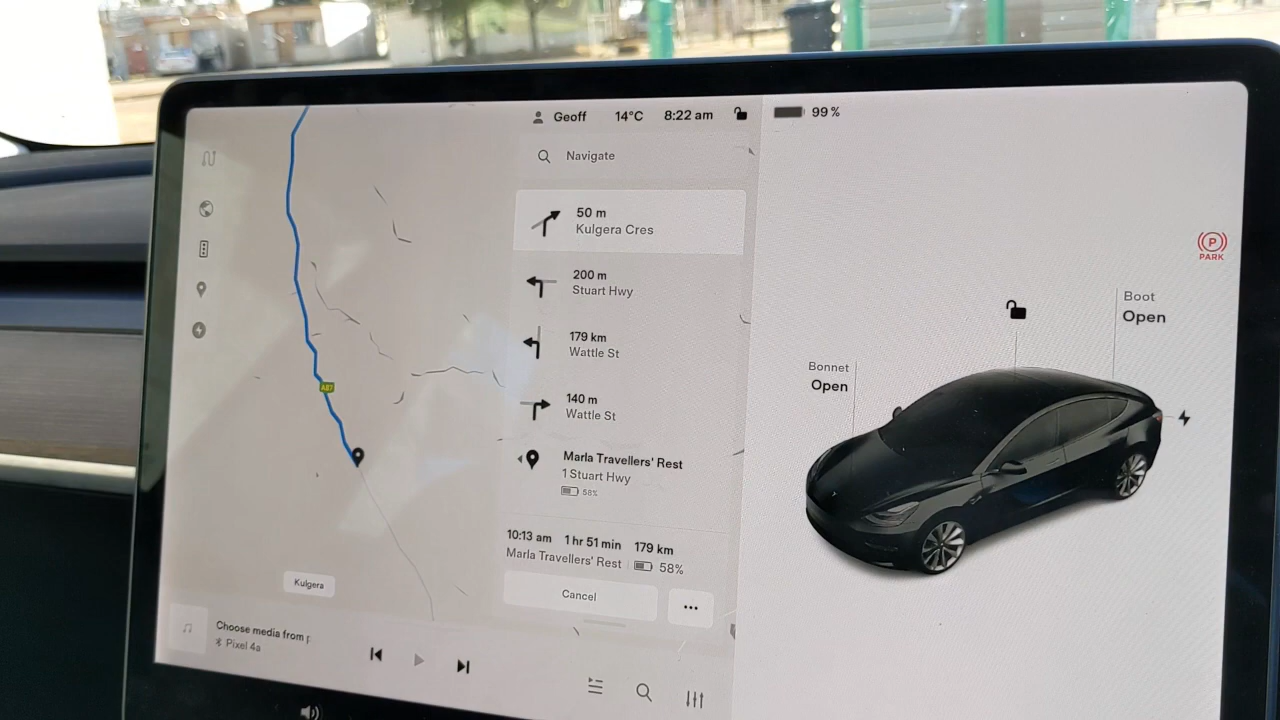 Geoff 14°C 8:22 am 99%
Navigate
50 m
Kulgera Cres
200 m
Stuart Hwy
179 km
Wattle St
140 m
Wattle St
Marla Travellers' Rest
1 Stuart Hwy
58%
10:13 am 1 hr 51 min 179 km
Marla Travellers' Rest 58%
Cancel
A87
Kulgera
Choose media from
Pixel 4a
P
PARK
Boot
Open
Bonnet
Open